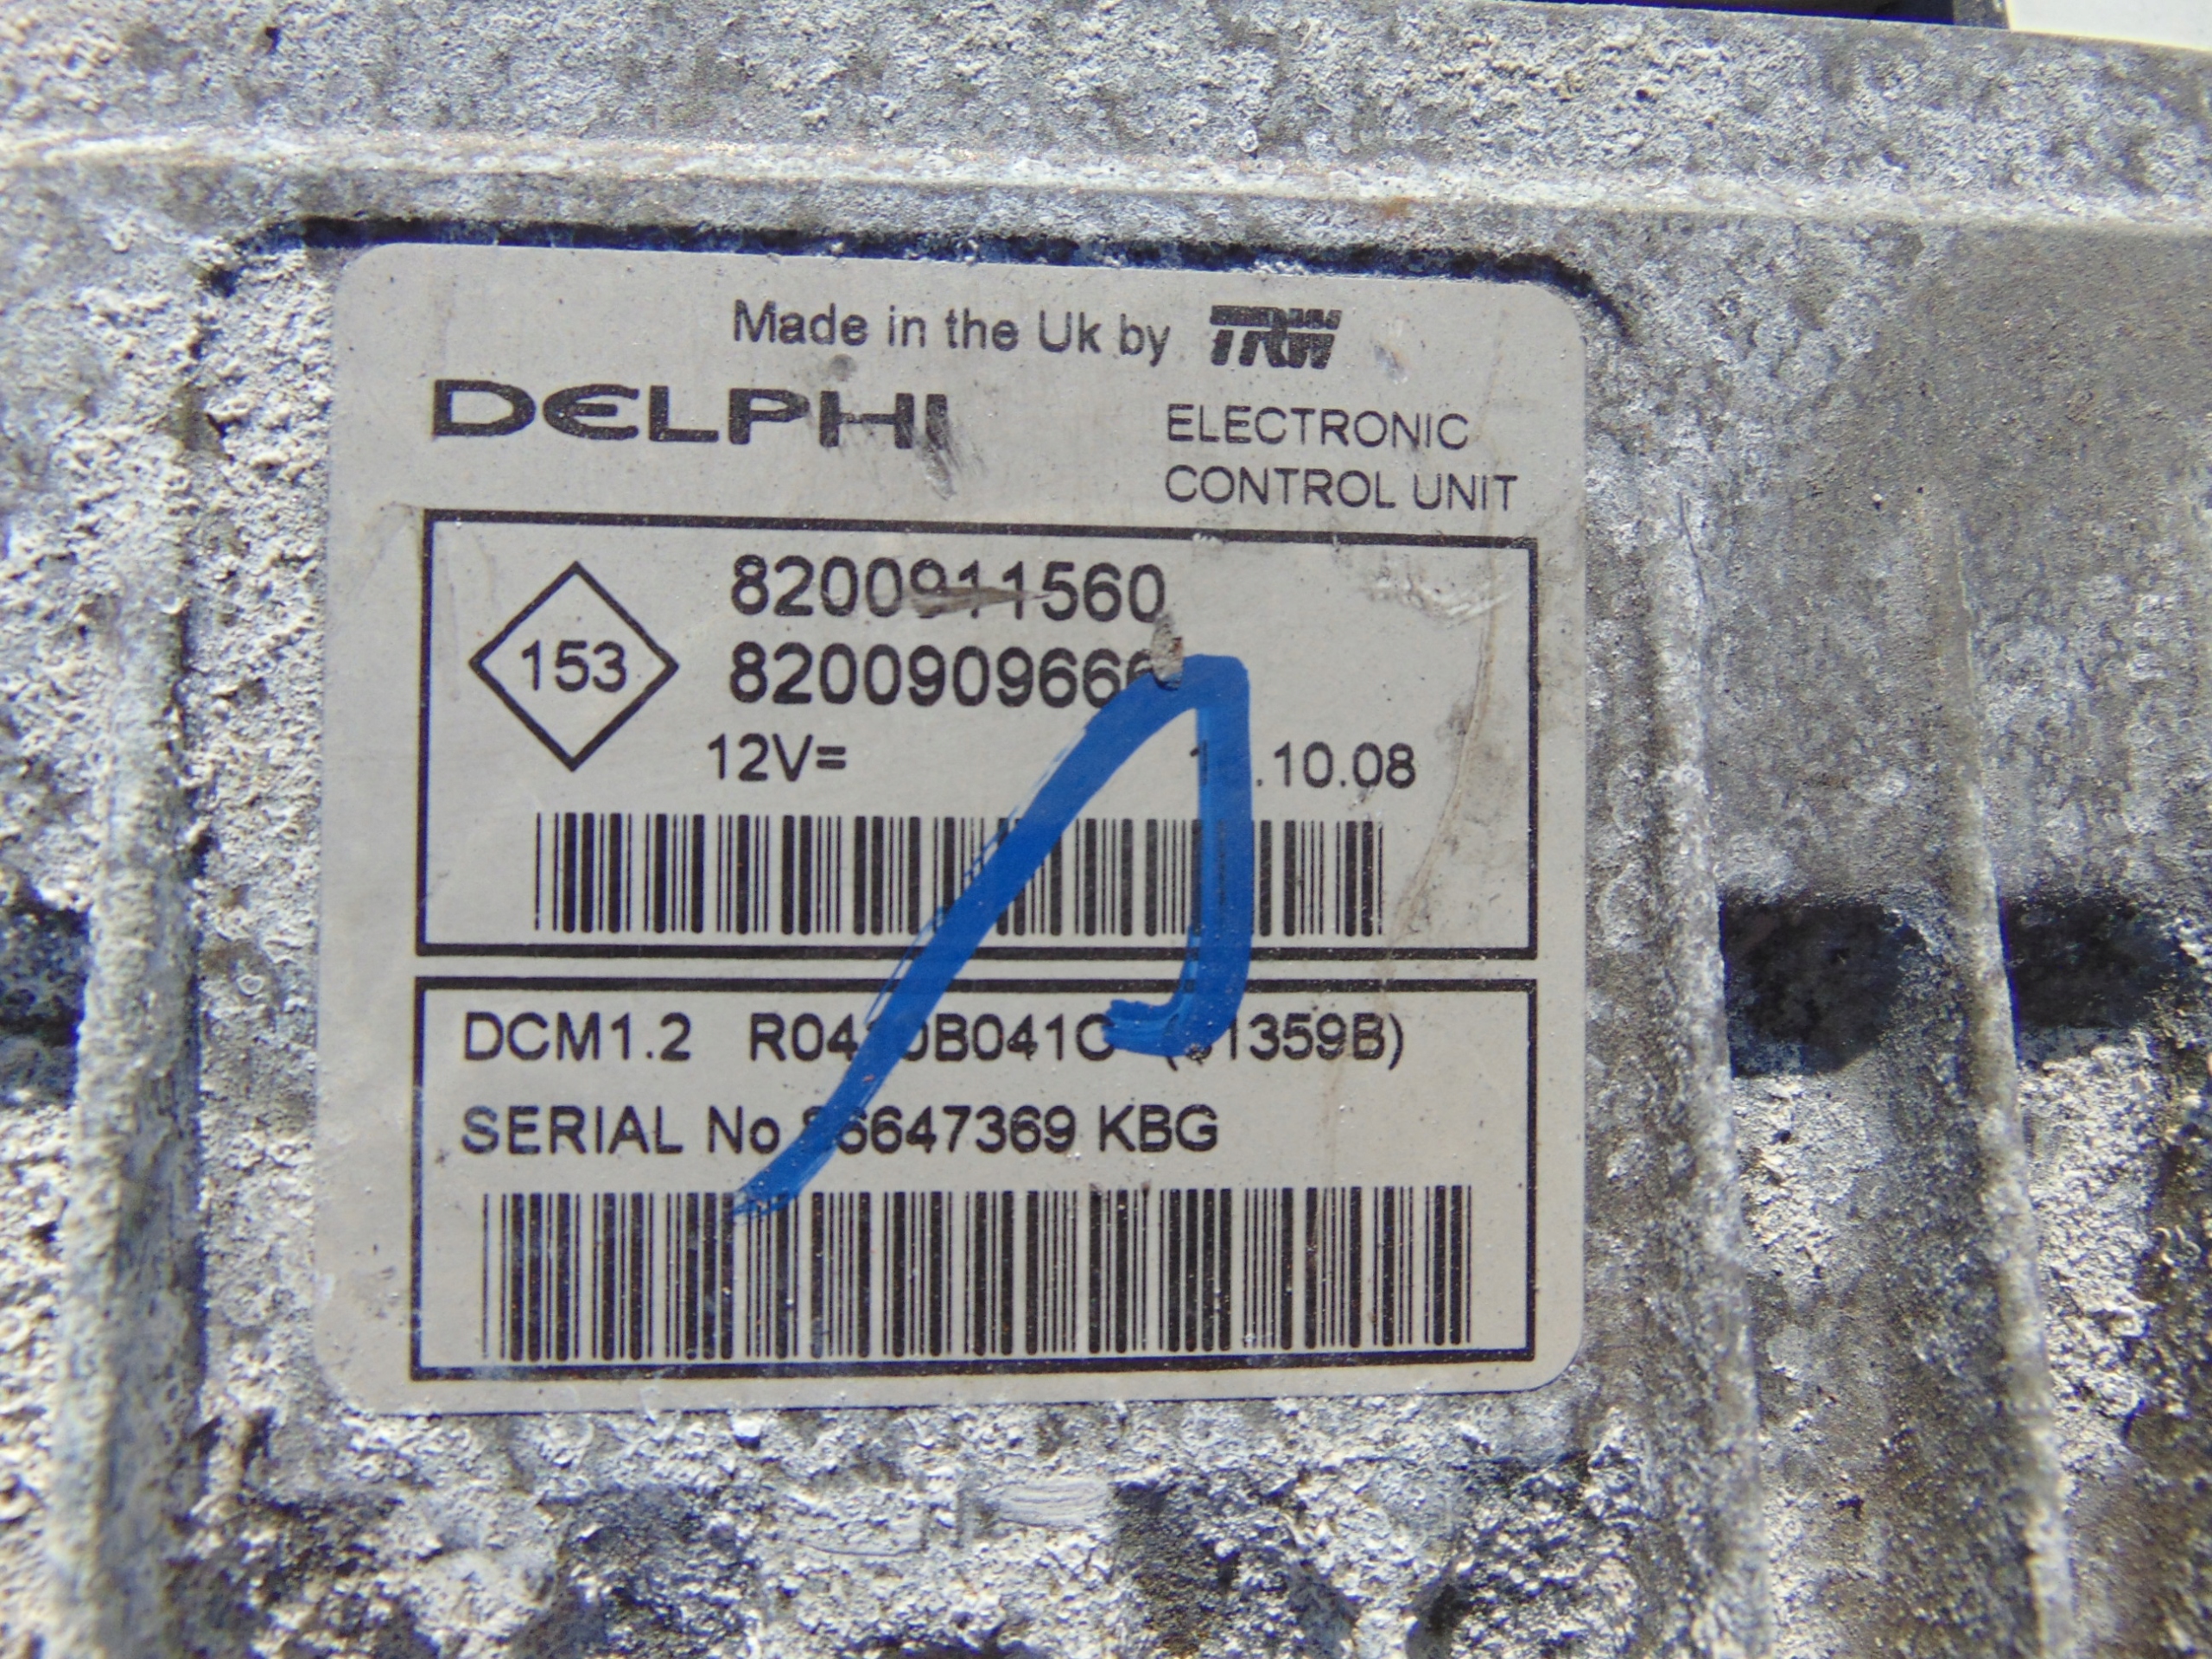 Made in the Uk by TRW
DELPHI
ELECTRONIC
CONTROL UNIT
153
8200911560
8200909666
12V=
.10.08
DCM1.2
SERIAL No
KBG